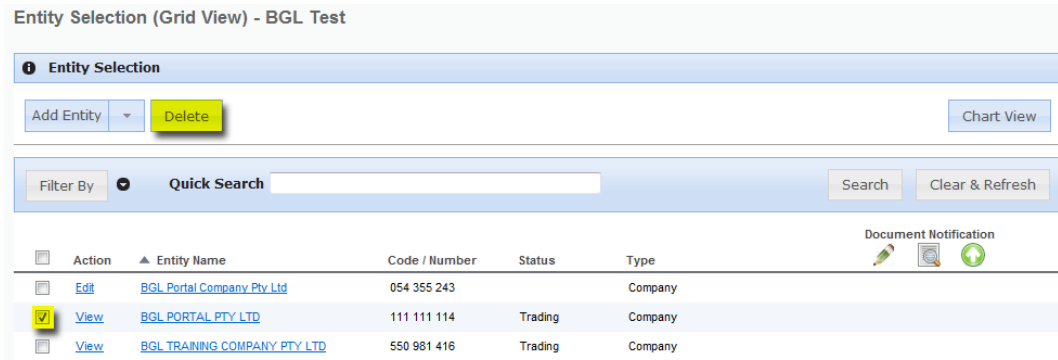 Entity Selection (Grid View) - BGL Test
Entity Selection
Add Entity Delete Chart View
Filter By Quick Search Search Clear & Refresh
Document Notification
Action Entity Name Code / Number Status Type
Edit BGL Portal Company Pty Ltd 054 355 243 Company
View BGL PORTAL PTY LTD 111 111 114 Trading Company
View BGL TRAINING COMPANY PTY LTD 550 981 416 Trading Company